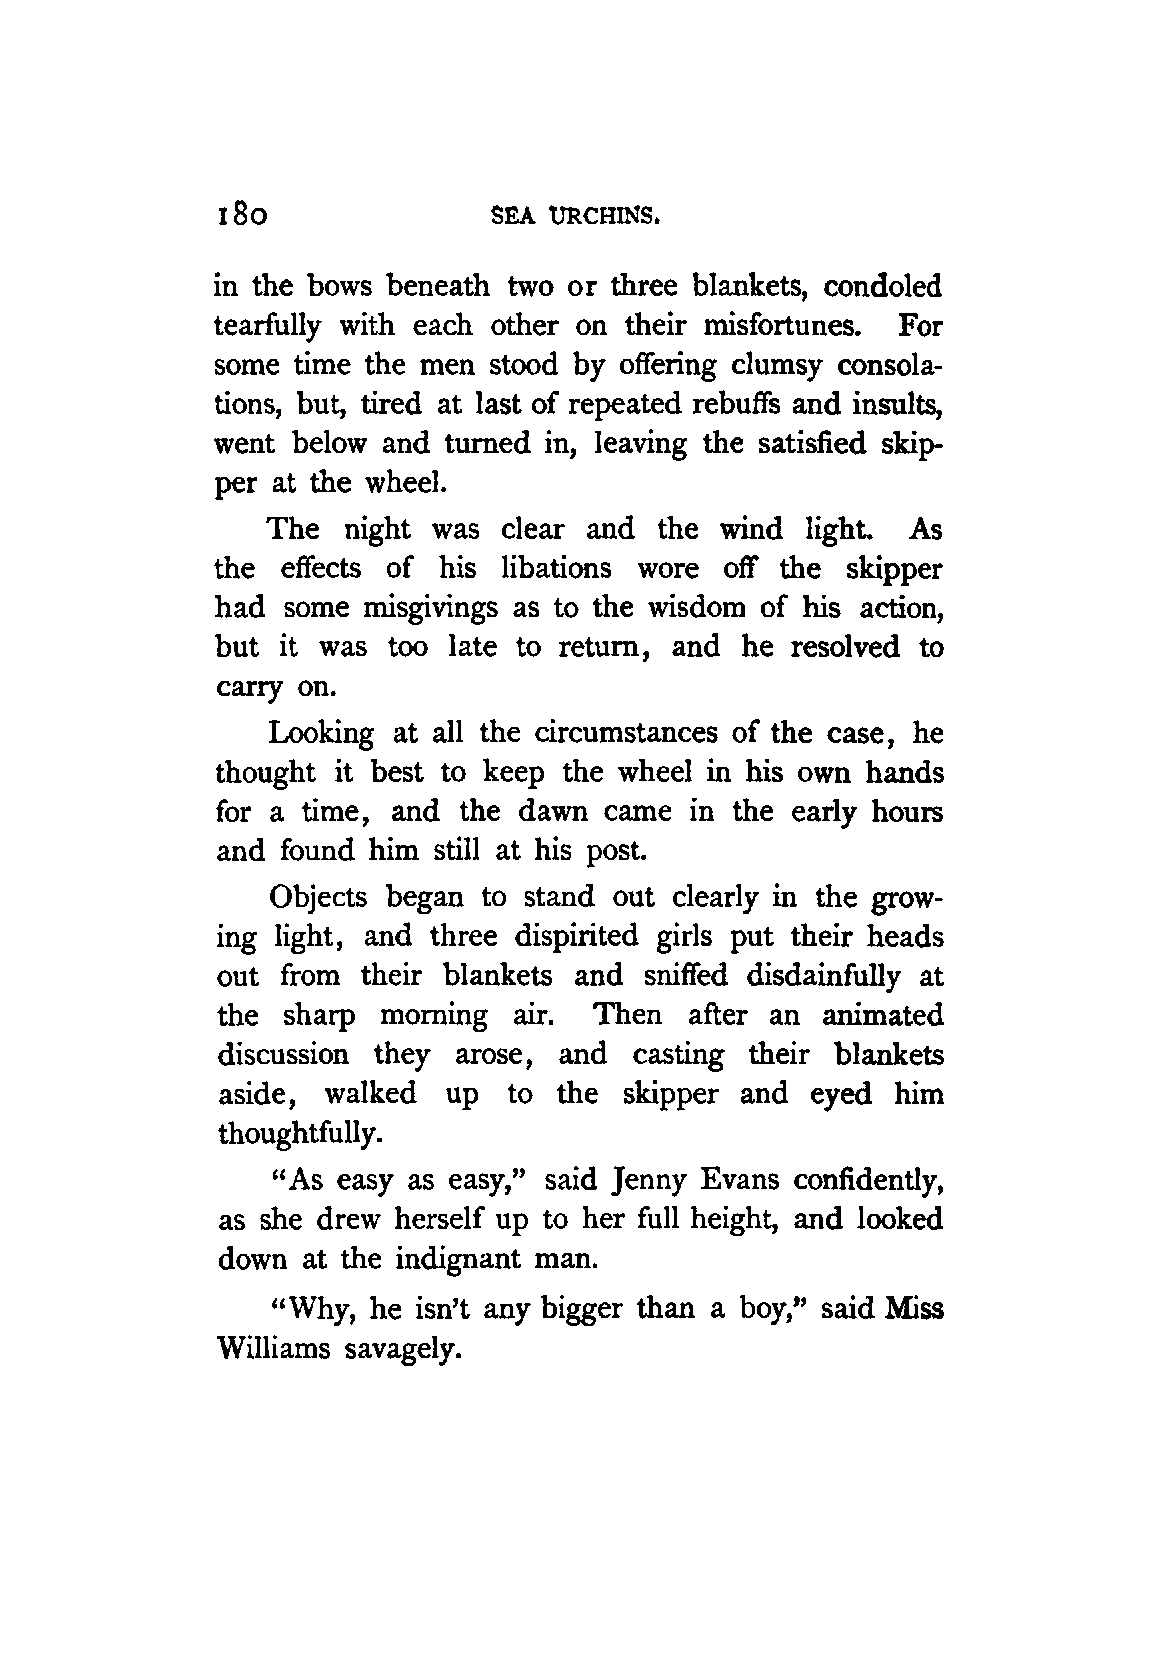 180 SEA URCHINS.
in the bows beneath two or three blankets, condoled
tearfully with each other on their misfortunes. For
some time the men stood by offering clumsy consola-
tions, but, tired at last of repeated rebuffs and insults,
went below and turned in, leaving the satisfied skip-
per at the wheel.
The night was clear and the wind light. As
the effects of his libations wore off the skipper
had some misgivings as to the wisdom of his action,
but it was too late to return, and he resolved to
carry on.
Looking at all the circumstances of the case, he
thought it best to keep the wheel in his own hands
for a time, and the dawn came in the early hours
and found him still at his post.
Objects began to stand out clearly in the grow-
ing light, and three dispirited girls put their heads
out from their blankets and sniffed disdainfully at
the sharp morning air. Then after an animated
discussion they arose, and casting their blankets
aside, walked up to the skipper and eyed him
thoughtfully.
“As easy as easy,” said Jenny Evans confidently,
as she drew herself up to her full height, and looked
down at the indignant man.
“Why, he isn’t any bigger than a boy,” said Miss
Williams savagely.